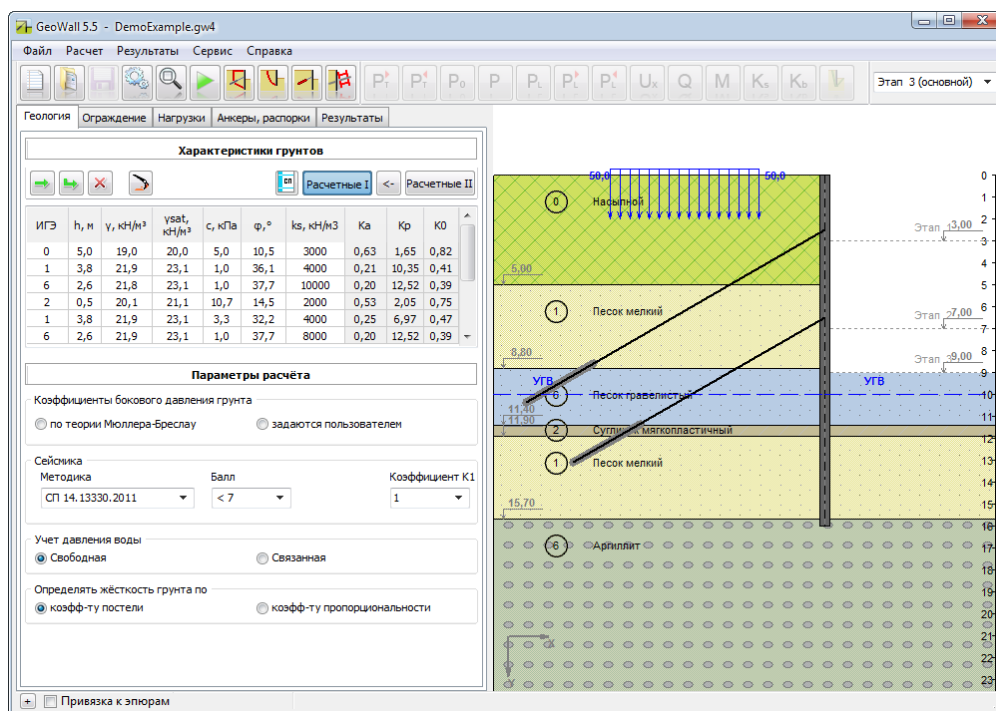 GeoWall 5.5 - DemoExample.gw4
Файл Расчет Результаты Сервис Справка
P₀ P PL Ux Q M Ks Kb Этап 3 (основной)
Геология Ограждение Нагрузки Анкеры, распорки Результаты
Характеристики грунтов
Расчетные I <- Расчетные II
ИГЭ h, м γ, кН/м³ γsat, кН/м³ c, кПа φ,° ks, кН/м3 Ka Kp K0
0 5,0 19,0 20,0 5,0 10,5 3000 0,63 1,65 0,82
1 3,8 21,9 23,1 1,0 36,1 4000 0,21 10,35 0,41
6 2,6 21,8 23,1 1,0 37,7 10000 0,20 12,52 0,39
2 0,5 20,1 21,1 10,7 14,5 2000 0,53 2,05 0,75
1 3,8 21,9 23,1 3,3 32,2 4000 0,25 6,97 0,47
6 2,6 21,9 23,1 1,0 37,7 8000 0,20 12,52 0,39
Параметры расчёта
Коэффициенты бокового давления грунта
по теории Мюллера-Бреслау задаются пользователем
Сейсмика
Методика Балл Коэффициент K1
СП 14.13330.2011 < 7 1
Учет давления воды
Свободная Связанная
Определять жёсткость грунта по
коэфф-ту постели коэфф-ту пропорциональности
+ Привязка к эпюрам
50,0 50,0
0 Насыпной
Этап 3,00
5,00
1 Песок мелкий
Этап 7,00
8,80
Этап 9,00
УГВ УГВ
6 Песок гравелистый
11,40
11,90
2 Суглинок мягкопластичный
1 Песок мелкий
15,70
6 Аргиллит
X
Y
0
1
2
3
4
5
6
7
8
9
10
11
12
13
14
15
16
17
18
19
20
21
22
23